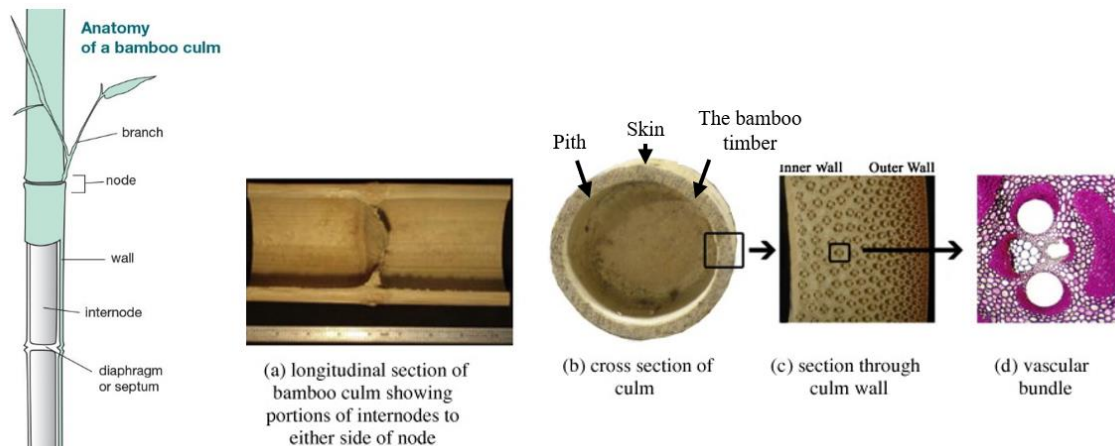 Anatomy
of a bamboo culm
branch
node
wall
internode
diaphragm
or septum
(a) longitudinal section of
bamboo culm showing
portions of internodes to
either side of node
Pith
Skin
The bamboo
timber
(b) cross section of
culm
Inner Wall
Outer Wall
(c) section through
culm wall
(d) vascular
bundle